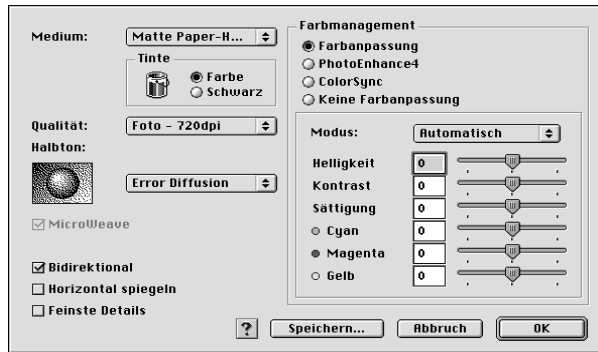 Medium: Matte Paper-H...
Tinte
Farbe
Schwarz
Qualität: Foto - 720dpi
Halbton:
Error Diffusion
MicroWeave
Bidirektional
Horizontal spiegeln
Feinste Details
Farbmanagement
Farbanpassung
PhotoEnhance4
ColorSync
Keine Farbanpassung
Modus: Automatisch
Helligkeit 0
Kontrast 0
Sättigung 0
Cyan 0
Magenta 0
Gelb 0
? Speichern... Abbruch OK